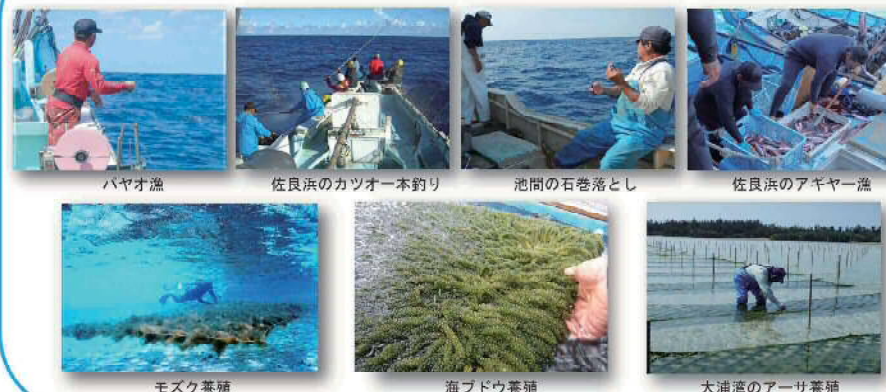 パヤオ漁
佐良浜のカツオ一本釣り
池間の石巻落とし
佐良浜のアギヤー漁
モズク養殖
海ブドウ養殖
大浦湾のアーサ養殖